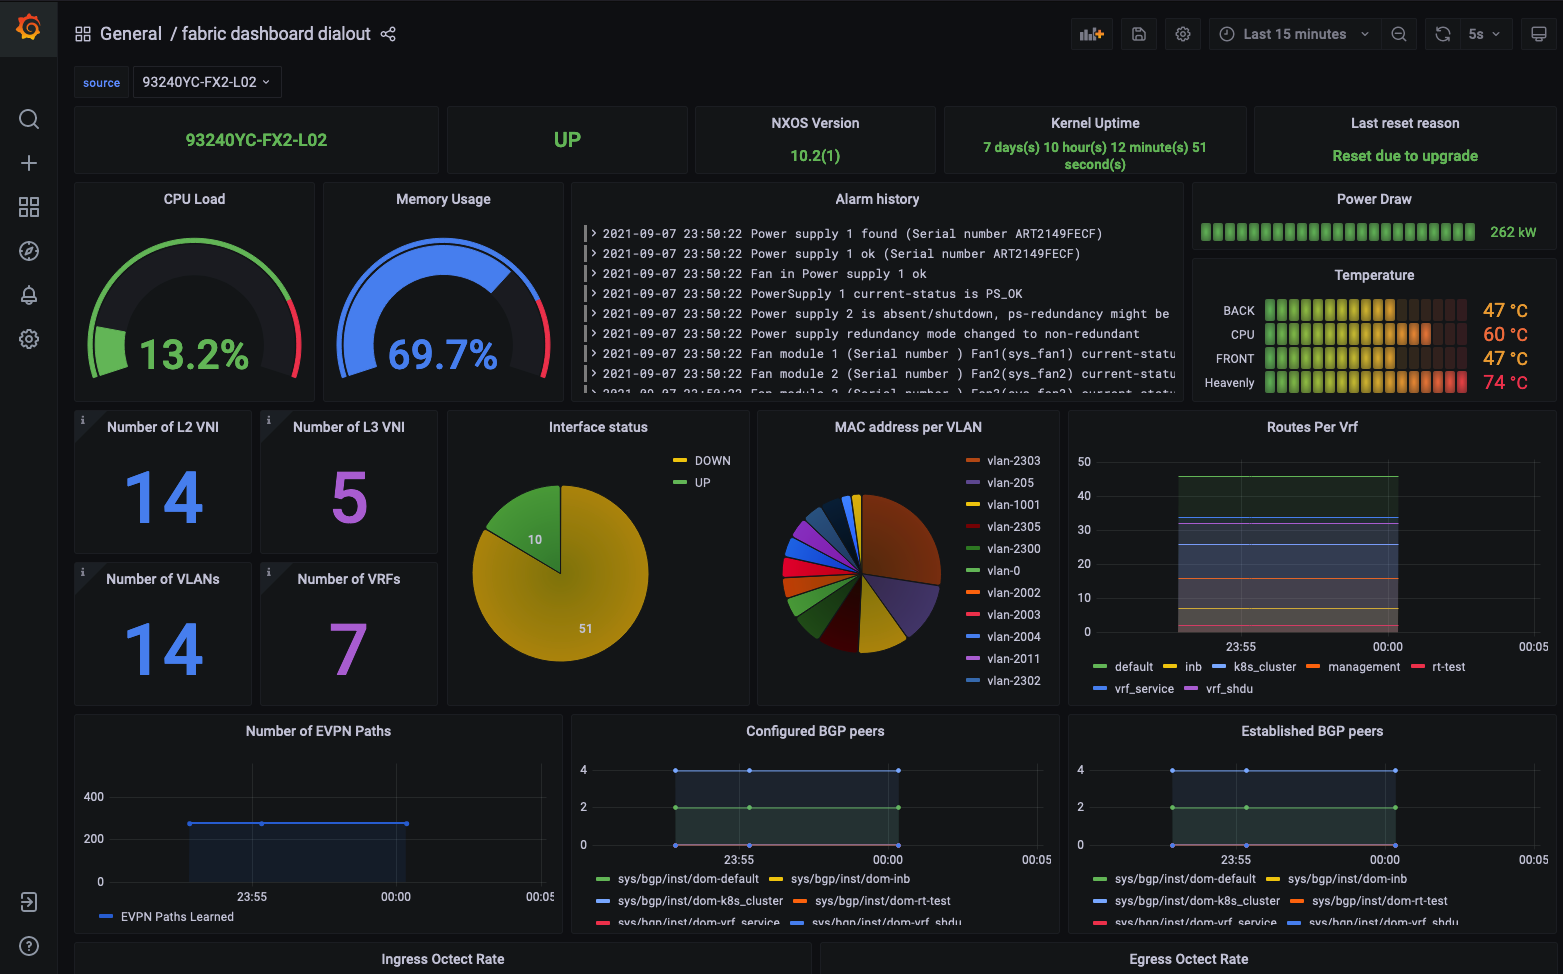 General / fabric dashboard dialout
Last 15 minutes
5s
source
93240YC-FX2-L02
93240YC-FX2-L02
UP
NXOS Version
10.2(1)
Kernel Uptime
7 days(s) 10 hour(s) 12 minute(s) 51
second(s)
Last reset reason
Reset due to upgrade
CPU Load
13.2%
Memory Usage
69.7%
Alarm history
> 2021-09-07 23:50:22 Power supply 1 found (Serial number ART2149FECF)
> 2021-09-07 23:50:22 Power supply 1 ok (Serial number ART2149FECF)
> 2021-09-07 23:50:22 Fan in Power supply 1 ok
> 2021-09-07 23:50:22 PowerSupply 1 current-status is PS_OK
> 2021-09-07 23:50:22 Power supply 2 is absent/shutdown, ps-redundancy might be
> 2021-09-07 23:50:22 Power supply redundancy mode changed to non-redundant
> 2021-09-07 23:50:22 Fan module 1 (Serial number ) Fan1(sys_fan1) current-statu
> 2021-09-07 23:50:22 Fan module 2 (Serial number ) Fan2(sys_fan2) current-statu
> 2021-09-07 23:50:22 Fan module 3 (Serial number ) Fan3(sys_fan3) current-statu
Power Draw
262 kW
Temperature
BACK 47 °C
CPU 60 °C
FRONT 47 °C
Heavenly 74 °C
Number of L2 VNI
14
Number of L3 VNI
5
Number of VLANs
14
Number of VRFs
7
Interface status
DOWN
UP
10
51
MAC address per VLAN
vlan-2303
vlan-205
vlan-1001
vlan-2305
vlan-2300
vlan-0
vlan-2002
vlan-2003
vlan-2004
vlan-2011
vlan-2302
Routes Per Vrf
50
40
30
20
10
0
23:55 00:00 00:05
default inb k8s_cluster management rt-test
vrf_service vrf_shdu
Number of EVPN Paths
400
200
0
23:55 00:00 00:05
EVPN Paths Learned
Configured BGP peers
4
2
0
23:55 00:00 00:05
sys/bgp/inst/dom-default sys/bgp/inst/dom-inb
sys/bgp/inst/dom-k8s_cluster sys/bgp/inst/dom-rt-test
sys/bgp/inst/dom-vrf_service sys/bgp/inst/dom-vrf_shdu
Established BGP peers
4
2
0
23:55 00:00 00:05
sys/bgp/inst/dom-default sys/bgp/inst/dom-inb
sys/bgp/inst/dom-k8s_cluster sys/bgp/inst/dom-rt-test
sys/bgp/inst/dom-vrf_service sys/bgp/inst/dom-vrf_shdu
Ingress Octect Rate
Egress Octect Rate